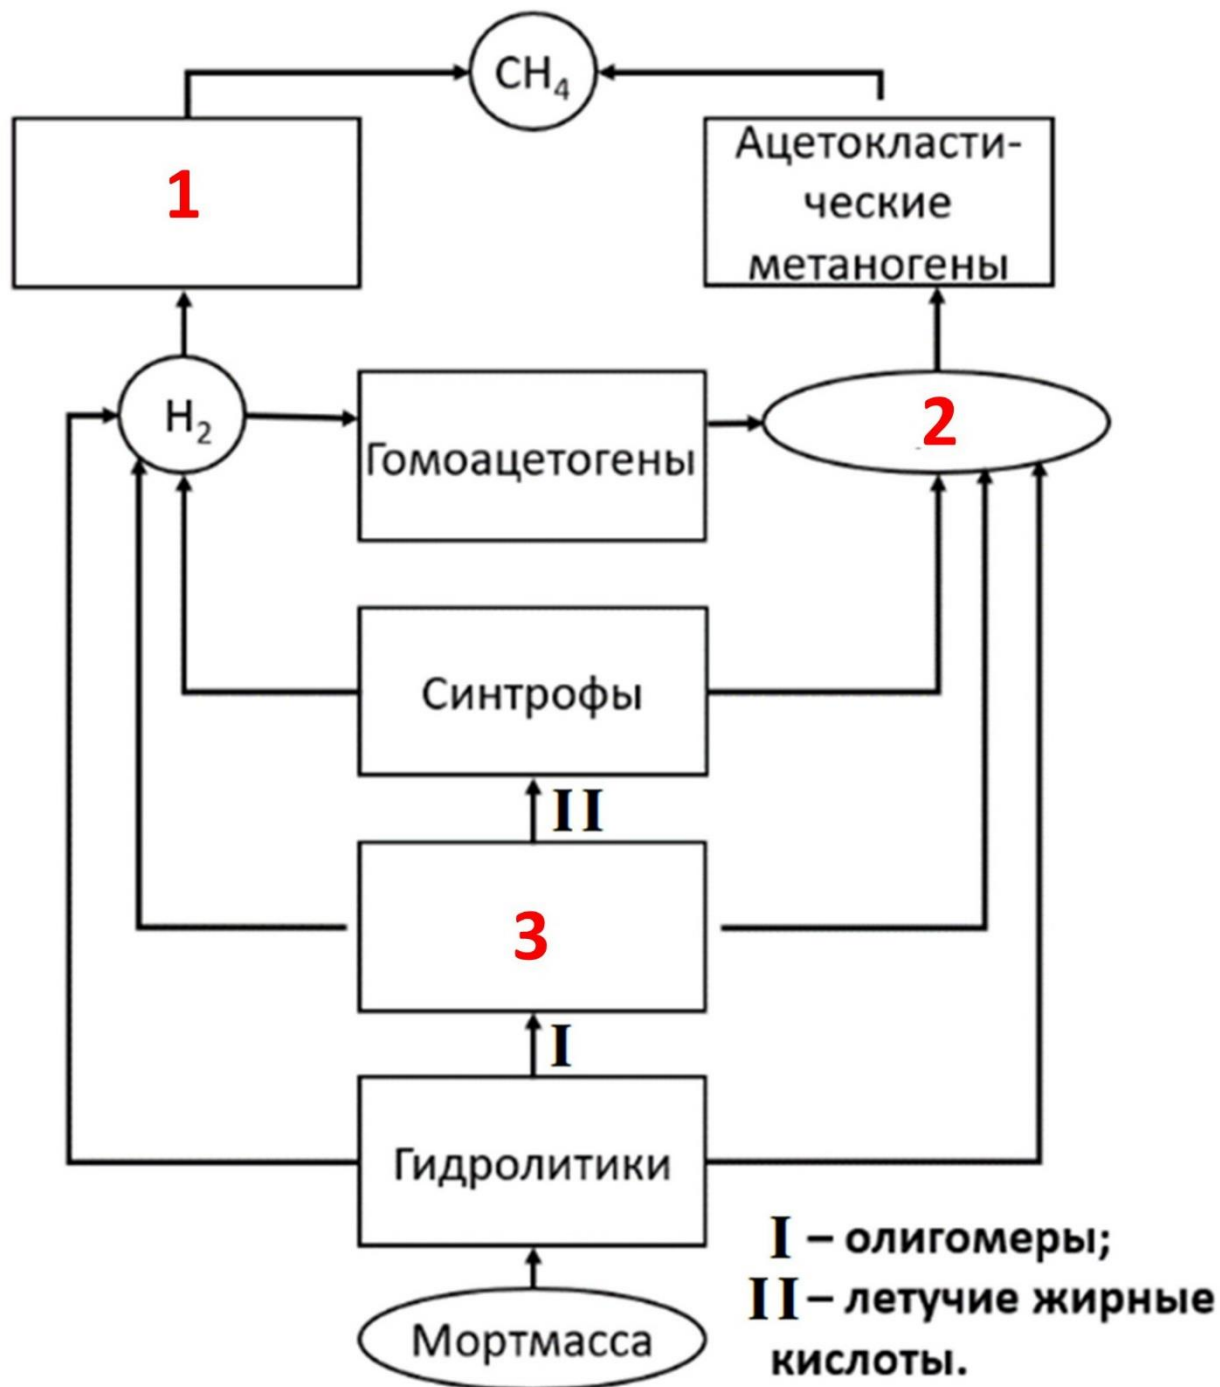 CH₄
1
Ацетокласти-
ческие
метаногены
H₂
Гомоацетогены
2
Синтрофы
II
3
I
Гидролитики
Мортмасса
I – олигомеры;
II – летучие жирные
кислоты.